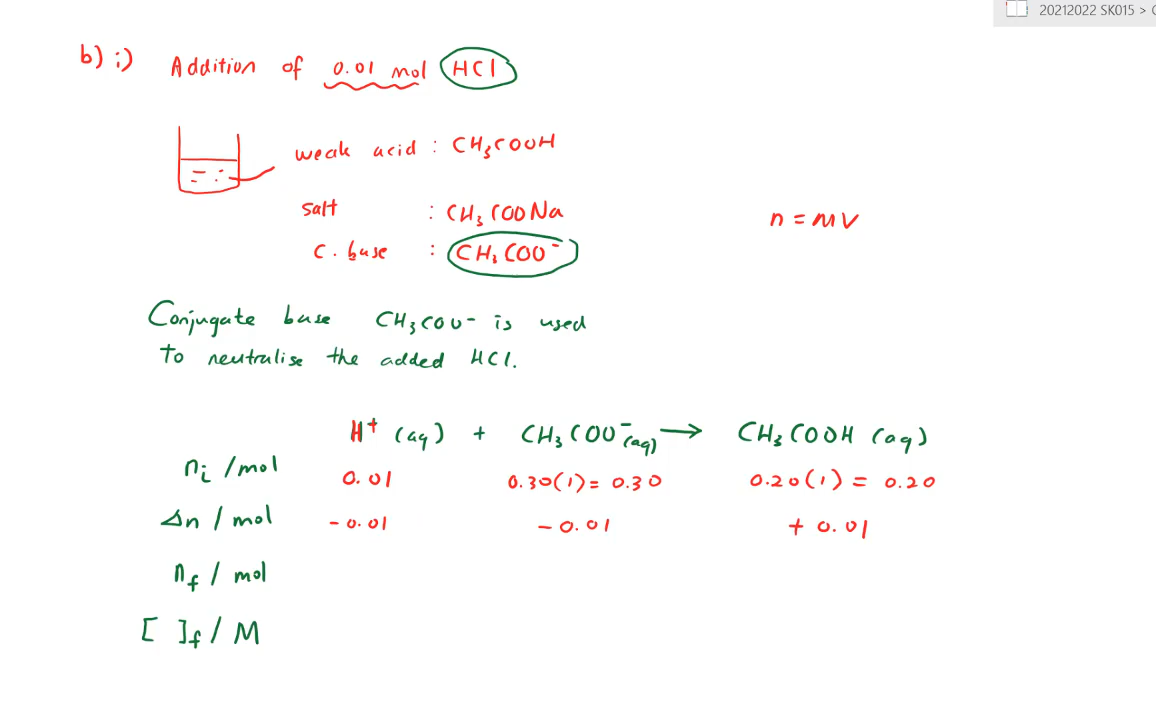 20212022 SK015 > C
b) i) Addition of 0.01 mol HCl
weak acid : CH₃COOH
salt : CH₃COONa
n = MV
C. base : CH₃COO⁻
Conjugate base CH₃COO⁻ is used
to neutralise the added HCl.
H⁺ (aq) + CH₃COO⁻(aq) → CH₃COOH (aq)
nᵢ / mol 0.01 0.30(1) = 0.30 0.20(1) = 0.20
Δn / mol - 0.01 - 0.01 + 0.01
n_f / mol
[ ]_f / M